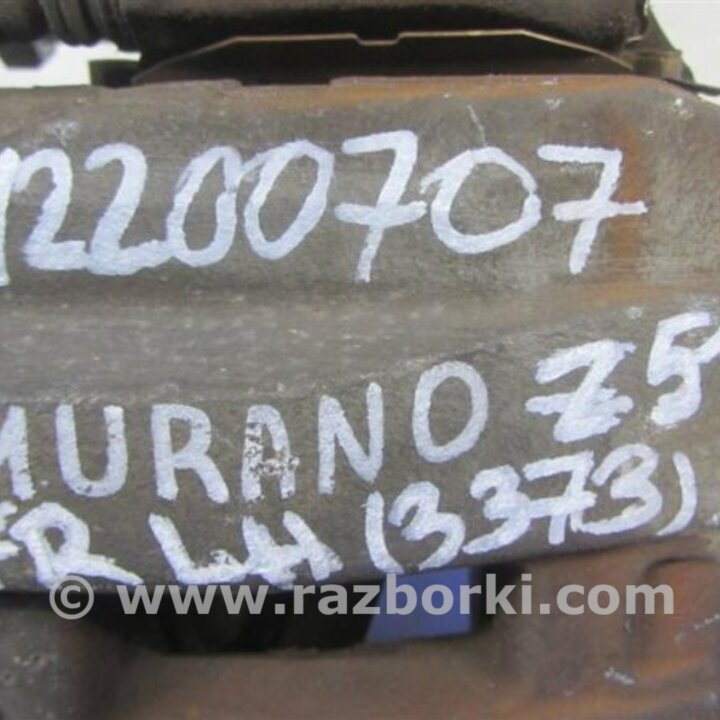 12200707
MURANO Z5
FR LH (3373)
© www.razborki.com